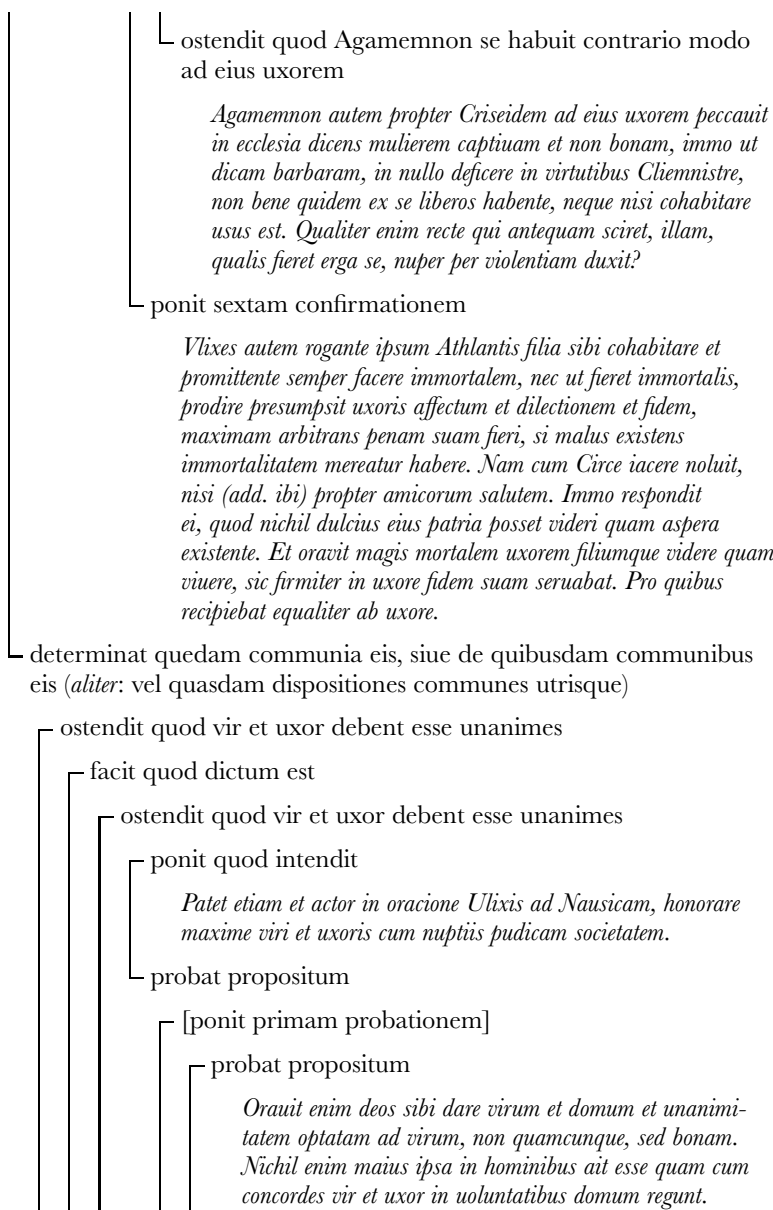 ostendit quod Agamemnon se habuit contrario modo
ad eius uxorem
Agamemnon autem propter Criseidem ad eius uxorem peccauit
in ecclesia dicens mulierem captiuam et non bonam, immo ut
dicam barbaram, in nullo deficere in virtutibus Cliemnistre,
non bene quidem ex se liberos habente, neque nisi cohabitare
usus est. Qualiter enim recte qui antequam sciret, illam,
qualis fieret erga se, nuper per violentiam duxit?
ponit sextam confirmationem
Vlixes autem rogante ipsum Athlantis filia sibi cohabitare et
promittente semper facere immortalem, nec ut fieret immortalis,
prodire presumpsit uxoris affectum et dilectionem et fidem,
maximam arbitrans penam suam fieri, si malus existens
immortalitatem mereatur habere. Nam cum Circe iacere noluit,
nisi (add. ibi) propter amicorum salutem. Immo respondit
ei, quod nichil dulcius eius patria posset videri quam aspera
existente. Et oravit magis mortalem uxorem filiumque videre quam
viuere, sic firmiter in uxore fidem suam seruabat. Pro quibus
recipiebat equaliter ab uxore.
determinat quedam communia eis, siue de quibusdam communibus
eis (aliter: vel quasdam dispositiones communes utrisque)
ostendit quod vir et uxor debent esse unanimes
facit quod dictum est
ostendit quod vir et uxor debent esse unanimes
ponit quod intendit
Patet etiam et actor in oracione Ulixis ad Nausicam, honorare
maxime viri et uxoris cum nuptiis pudicam societatem.
probat propositum
[ponit primam probationem]
probat propositum
Orauit enim deos sibi dare virum et domum et unanimi-
tatem optatam ad virum, non quamcunque, sed bonam.
Nichil enim maius ipsa in hominibus ait esse quam cum
concordes vir et uxor in uoluntatibus domum regunt.